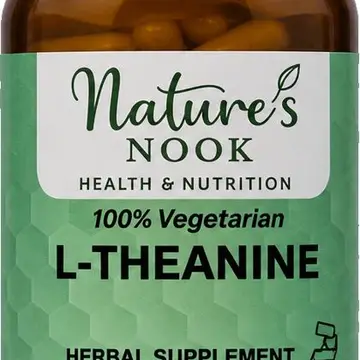 Nature's
NOOK
HEALTH & NUTRITION
100% Vegetarian
L-THEANINE
HERBAL SUPPLEMENT